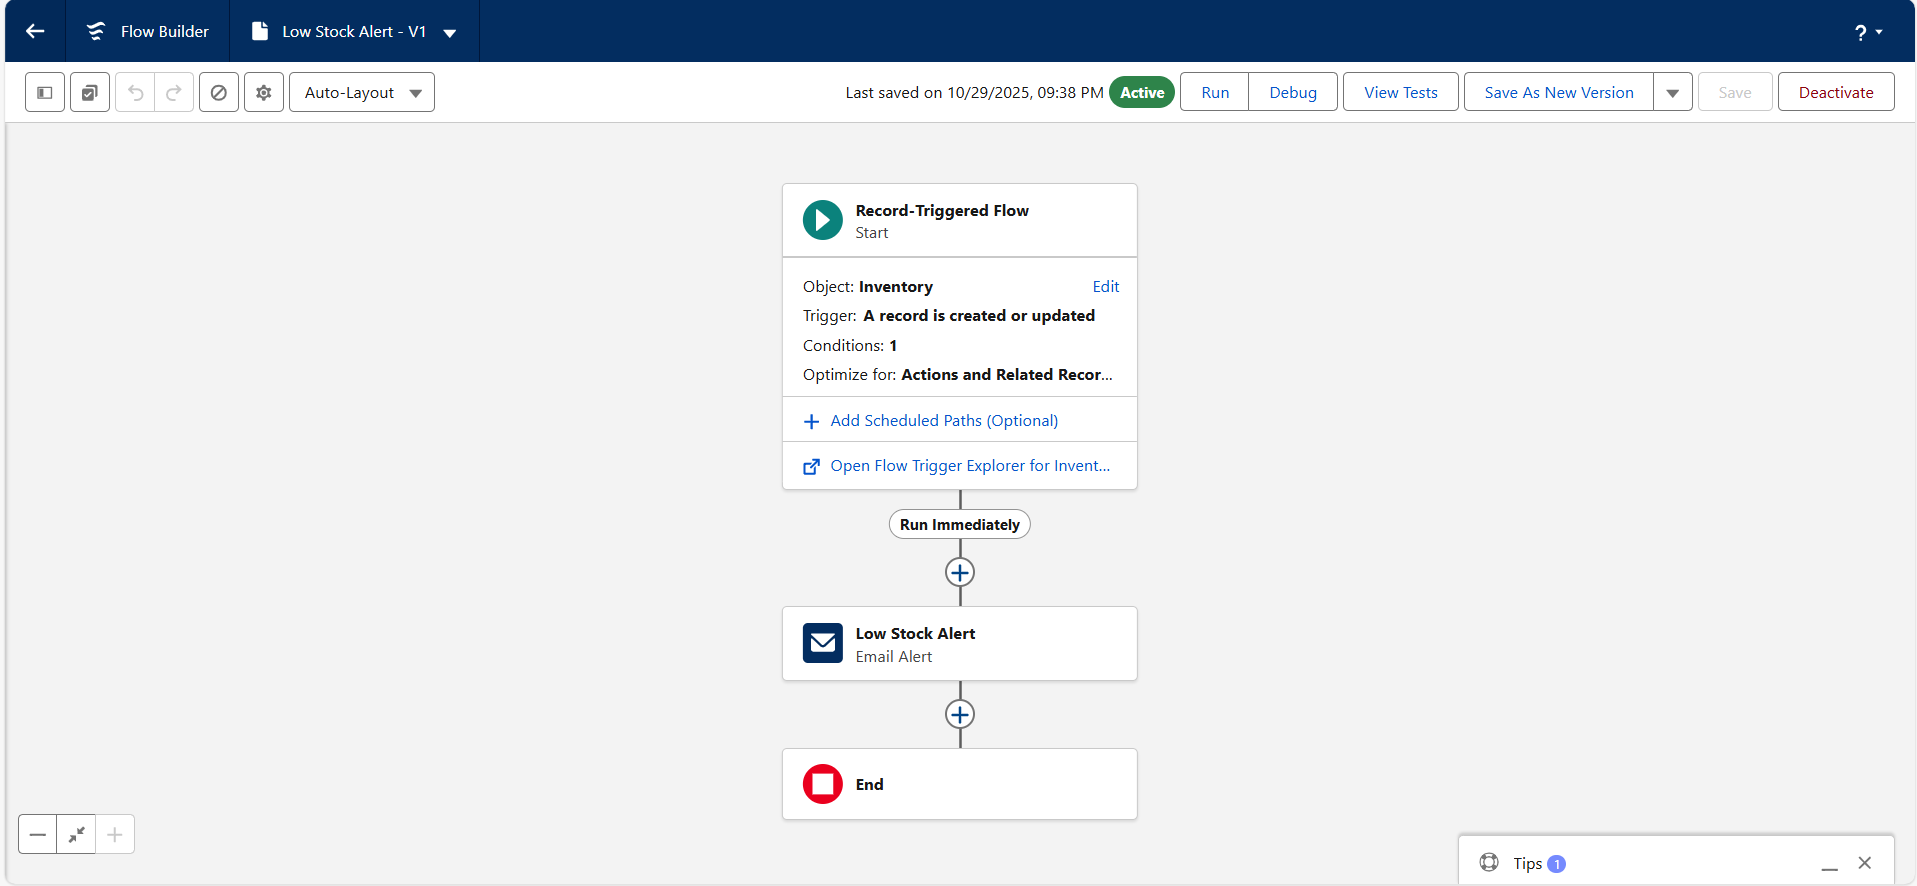 Flow Builder
Low Stock Alert - V1
?
Auto-Layout
Last saved on 10/29/2025, 09:38 PM
Active
Run
Debug
View Tests
Save As New Version
Save
Deactivate
Record-Triggered Flow
Start
Object: Inventory
Edit
Trigger: A record is created or updated
Conditions: 1
Optimize for: Actions and Related Recor...
Add Scheduled Paths (Optional)
Open Flow Trigger Explorer for Invent...
Run Immediately
Low Stock Alert
Email Alert
End
Tips 1